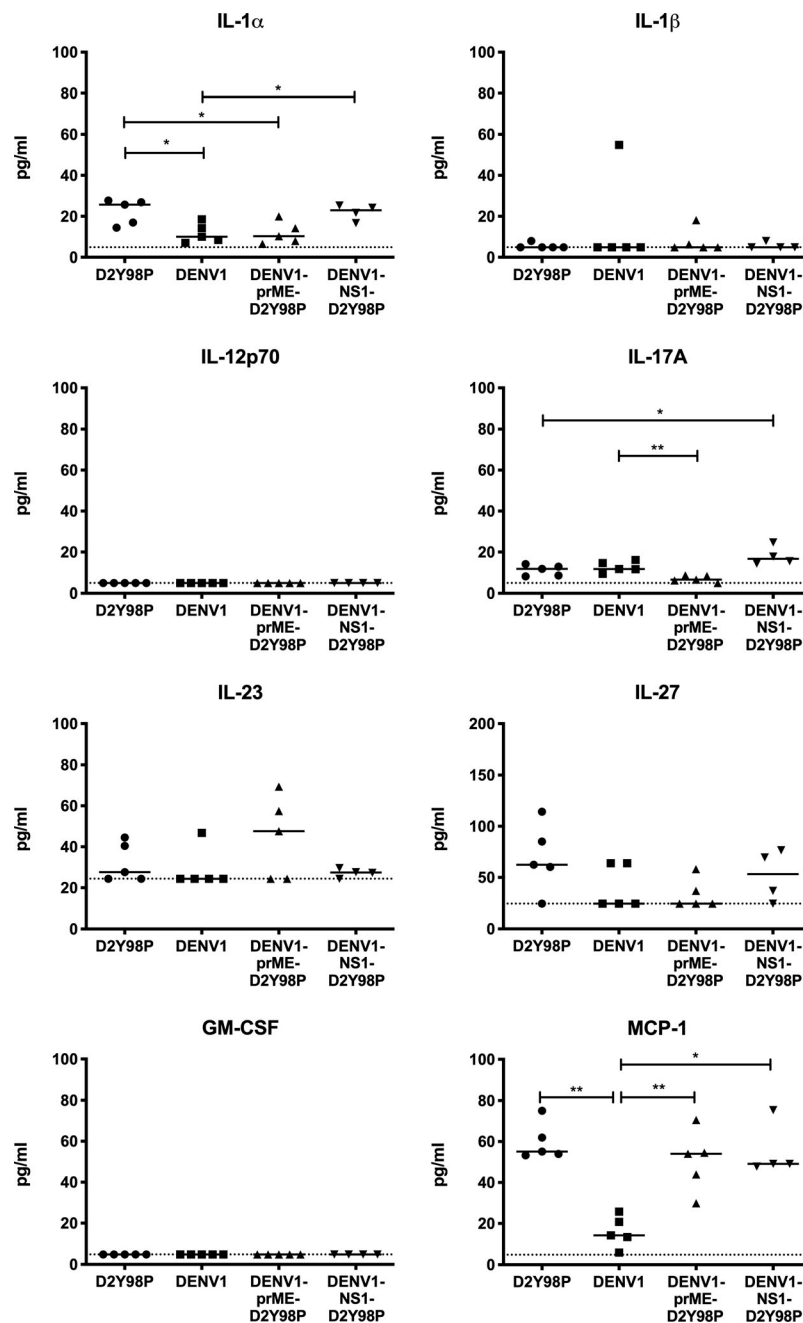 IL-1α
100
80
60
40
20
0
pg/ml
*
*
*
D2Y98P
DENV1
DENV1-
prME-
D2Y98P
DENV1-
NS1-
D2Y98P
IL-1β
100
80
60
40
20
0
pg/ml
D2Y98P
DENV1
DENV1-
prME-
D2Y98P
DENV1-
NS1-
D2Y98P
IL-12p70
100
80
60
40
20
0
pg/ml
D2Y98P
DENV1
DENV1-
prME-
D2Y98P
DENV1-
NS1-
D2Y98P
IL-17A
100
80
60
40
20
0
pg/ml
*
**
D2Y98P
DENV1
DENV1-
prME-
D2Y98P
DENV1-
NS1-
D2Y98P
IL-23
100
80
60
40
20
0
pg/ml
D2Y98P
DENV1
DENV1-
prME-
D2Y98P
DENV1-
NS1-
D2Y98P
IL-27
200
150
100
50
0
pg/ml
D2Y98P
DENV1
DENV1-
prME-
D2Y98P
DENV1-
NS1-
D2Y98P
GM-CSF
100
80
60
40
20
0
pg/ml
D2Y98P
DENV1
DENV1-
prME-
D2Y98P
DENV1-
NS1-
D2Y98P
MCP-1
100
80
60
40
20
0
pg/ml
*
**
**
D2Y98P
DENV1
DENV1-
prME-
D2Y98P
DENV1-
NS1-
D2Y98P